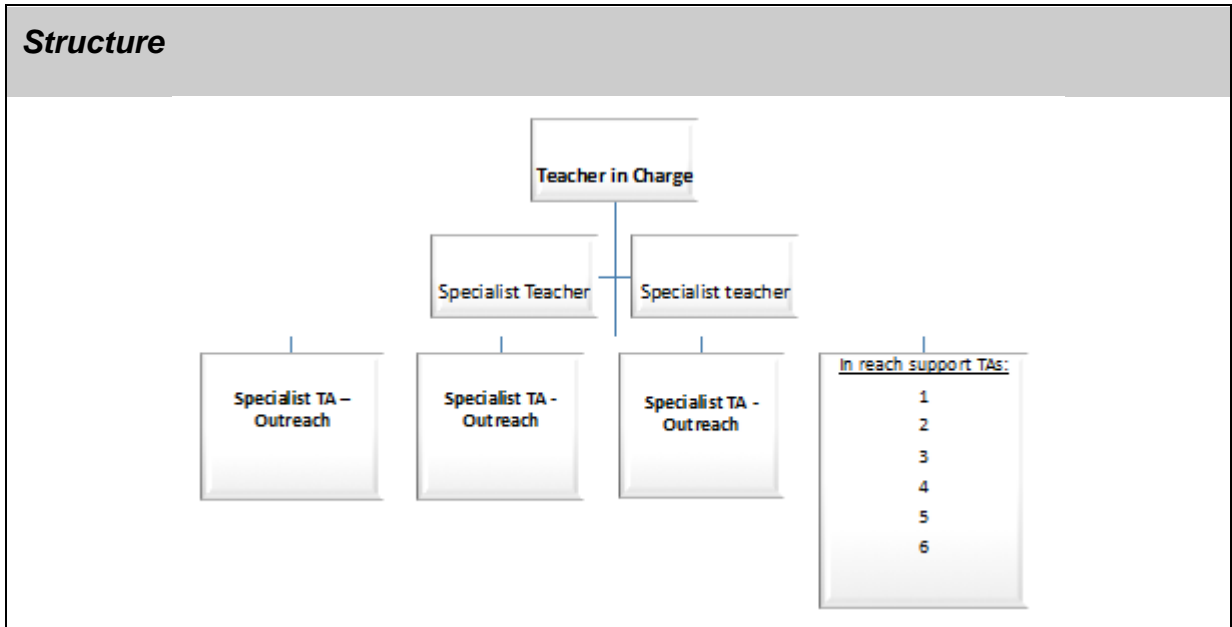 Structure
Teacher in Charge
Specialist Teacher
Specialist teacher
Specialist TA –
Outreach
Specialist TA -
Outreach
Specialist TA -
Outreach
In reach support TAs:
1
2
3
4
5
6